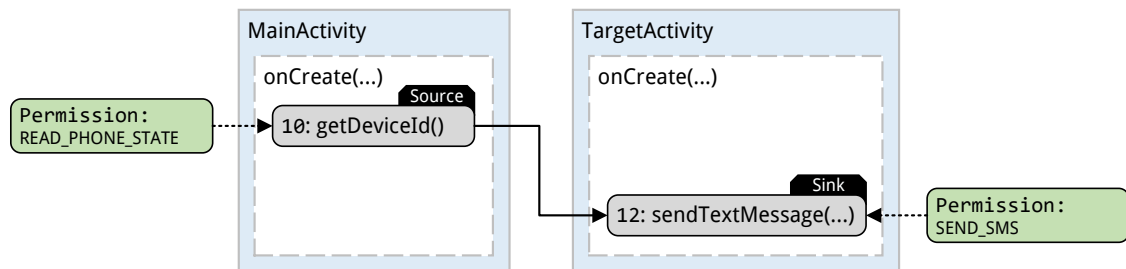 MainActivity
onCreate(...)
Source
10: getDeviceId()
Permission:
READ_PHONE_STATE
TargetActivity
onCreate(...)
Sink
12: sendTextMessage(...)
Permission:
SEND_SMS